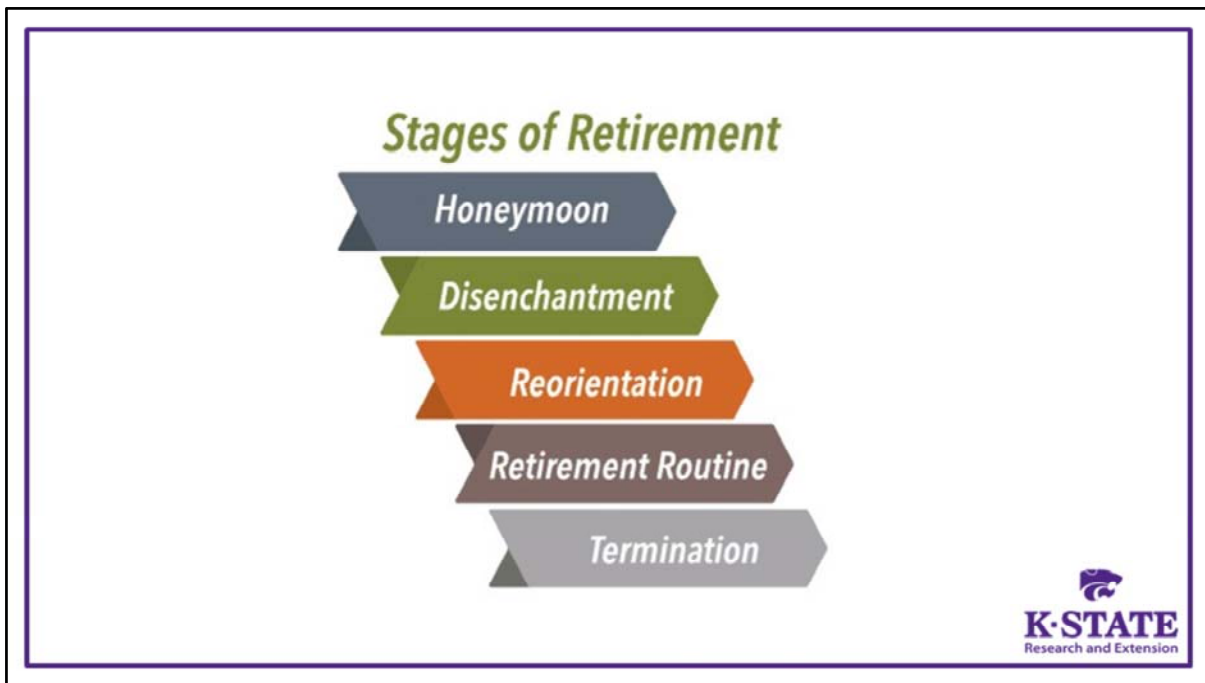 Stages of Retirement
Honeymoon
Disenchantment
Reorientation
Retirement Routine
Termination
K-STATE
Research and Extension